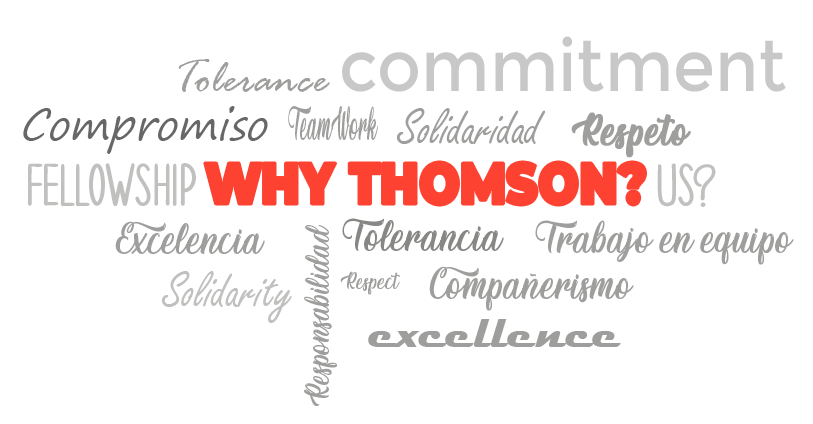 Tolerance commitment
Compromiso TeamWork Solidaridad Respeto
FELLOWSHIP WHY THOMSON? US?
Excelencia Tolerancia Trabajo en equipo
Solidarity Responsabilidad Respect Compañerismo
excellence